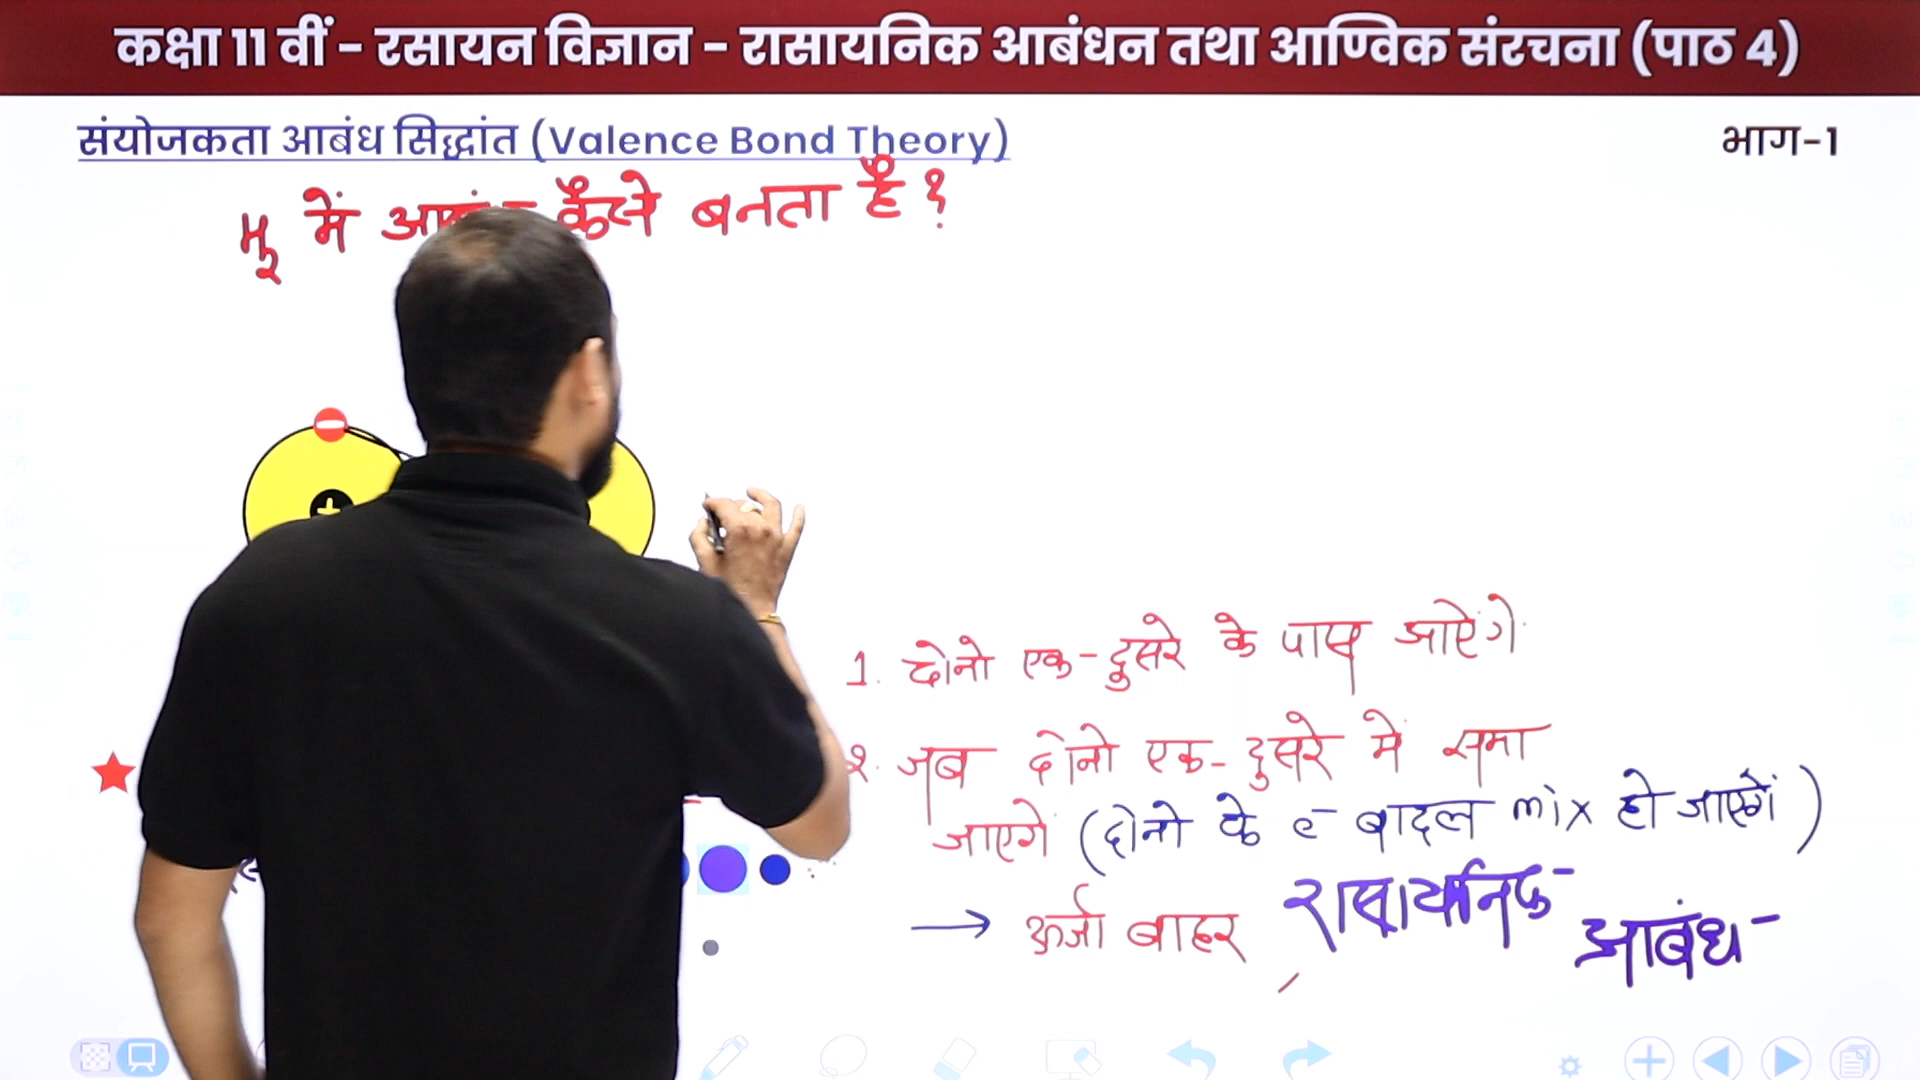 कक्षा 11 वीं - रसायन विज्ञान - रासायनिक आबंधन तथा आण्विक संरचना (पाठ 4)
संयोजकता आबंध सिद्धांत (Valence Bond Theory)
भाग-1
में कैसे बनता है ?
1. दोनो एक-दुसरे के पास आऐंगे
2. जब दोनो एक-दुसरे मे समा
जाएगें (दोनो के e⁻ बादल mix हो जाएगें)
→ ऊर्जा बाहर रासायनिक
आबंध